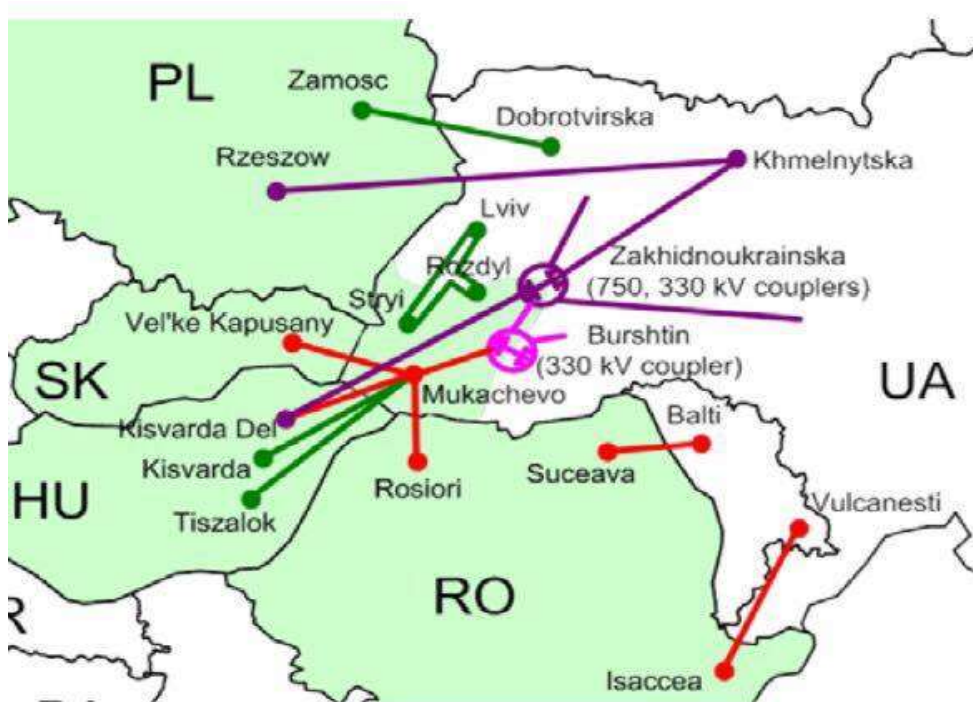 PL
Zamosc
Dobrotvirska
Rzeszow
Khmelnytska
Lviv
Rozdyl
Zakhidnoukrainska
(750, 330 kV couplers)
Stryi
Vel'ke Kapusany
Burshtin
(330 kV coupler)
SK
Mukachevo
UA
Kisvarda Del
Balti
Kisvarda
Suceava
Rosiori
HU
Tiszalok
Vulcanesti
RO
R
Isaccea